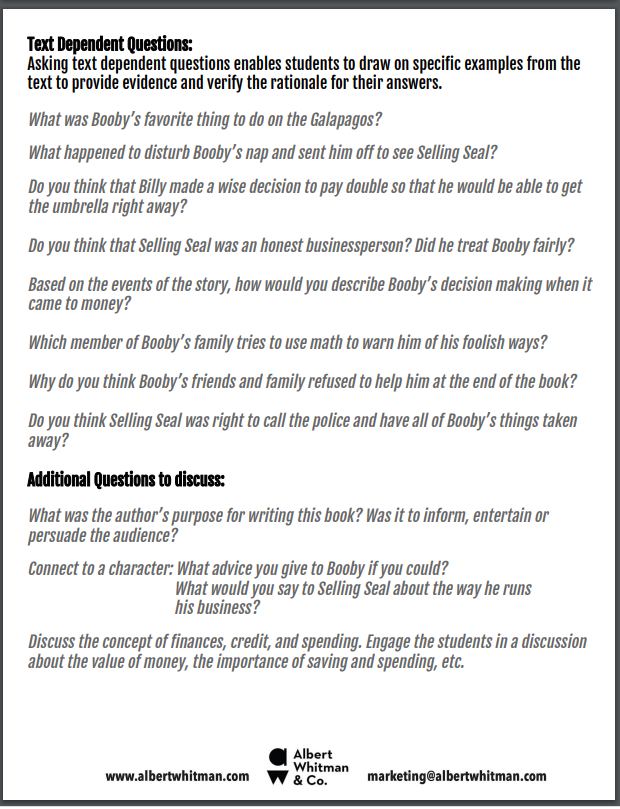 Text Dependent Questions:
Asking text dependent questions enables students to draw on specific examples from the
text to provide evidence and verify the rationale for their answers.
What was Booby's favorite thing to do on the Galapagos?
What happened to disturb Booby's nap and sent him off to see Selling Seal?
Do you think that Billy made a wise decision to pay double so that he would be able to get
the umbrella right away?
Do you think that Selling Seal was an honest businessperson? Did he treat Booby fairly?
Based on the events of the story, how would you describe Booby's decision making when it
came to money?
Which member of Booby's family tries to use math to warn him of his foolish ways?
Why do you think Booby's friends and family refused to help him at the end of the book?
Do you think Selling Seal was right to call the police and have all of Booby's things taken
away?
Additional Questions to discuss:
What was the author's purpose for writing this book? Was it to inform, entertain or
persuade the audience?
Connect to a character: What advice you give to Booby if you could?
What would you say to Selling Seal about the way he runs
his business?
Discuss the concept of finances, credit, and spending. Engage the students in a discussion
about the value of money, the importance of saving and spending, etc.
www.albertwhitman.com
Albert
Whitman
& Co.
marketing@albertwhitman.com